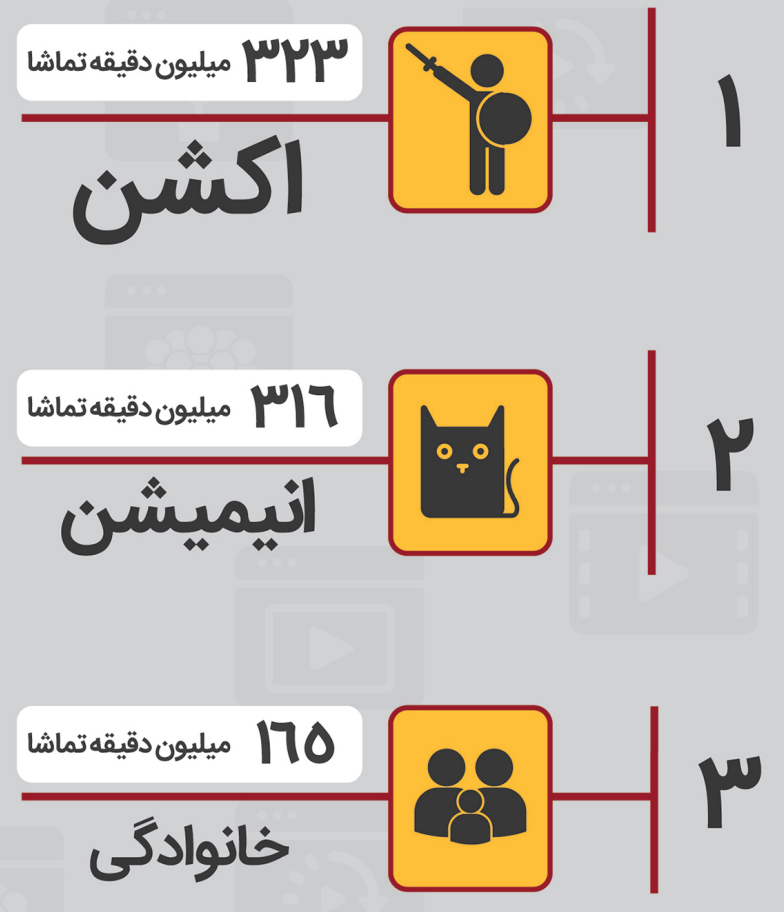 ۱
۳۲۳ میلیون دقیقه تماشا
اکشن
۲
۳۱۶ میلیون دقیقه تماشا
انیمیشن
۳
۱۶۵ میلیون دقیقه تماشا
خانوادگی